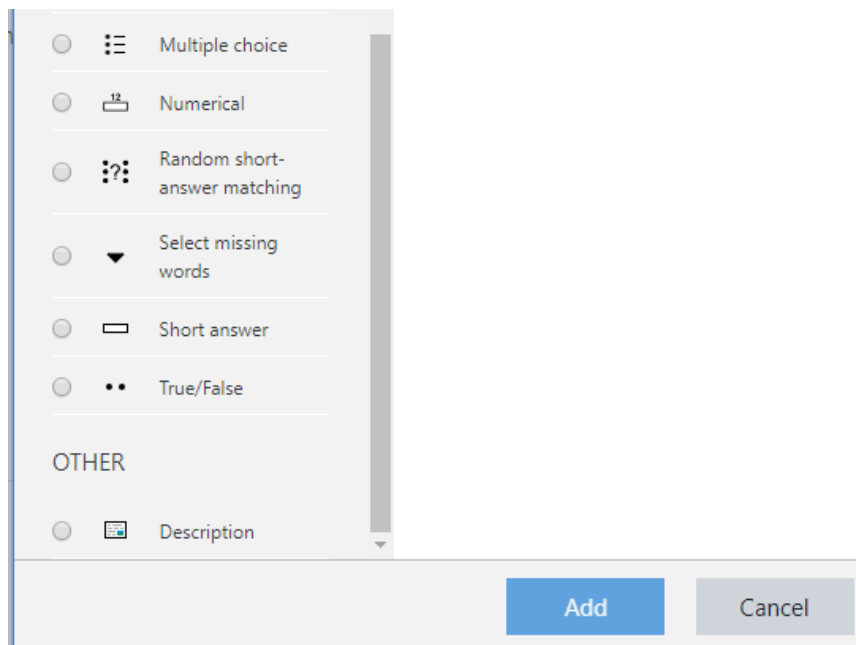 Multiple choice
12
Numerical
Random short-
answer matching
Select missing
words
Short answer
True/False
OTHER
Description
Add
Cancel